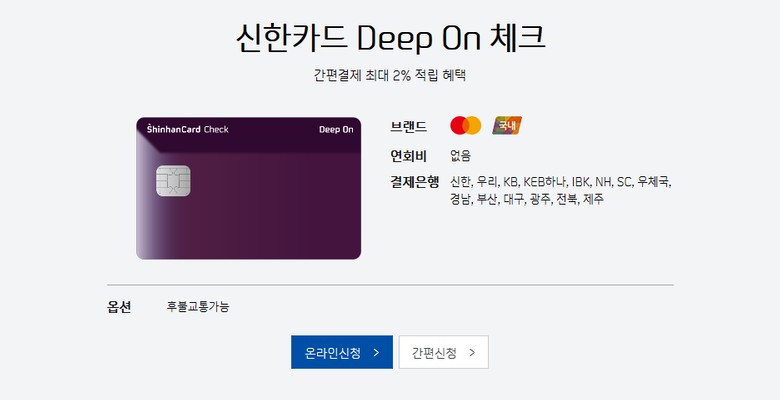 신한카드 Deep On 체크
간편결제 최대 2% 적립 혜택
ShinhanCard Check
Deep On
브랜드
국내
연회비 없음
결제은행 신한, 우리, KB, KEB하나, IBK, NH, SC, 우체국,
경남, 부산, 대구, 광주, 전북, 제주
옵션 후불교통가능
온라인신청 >
간편신청 >